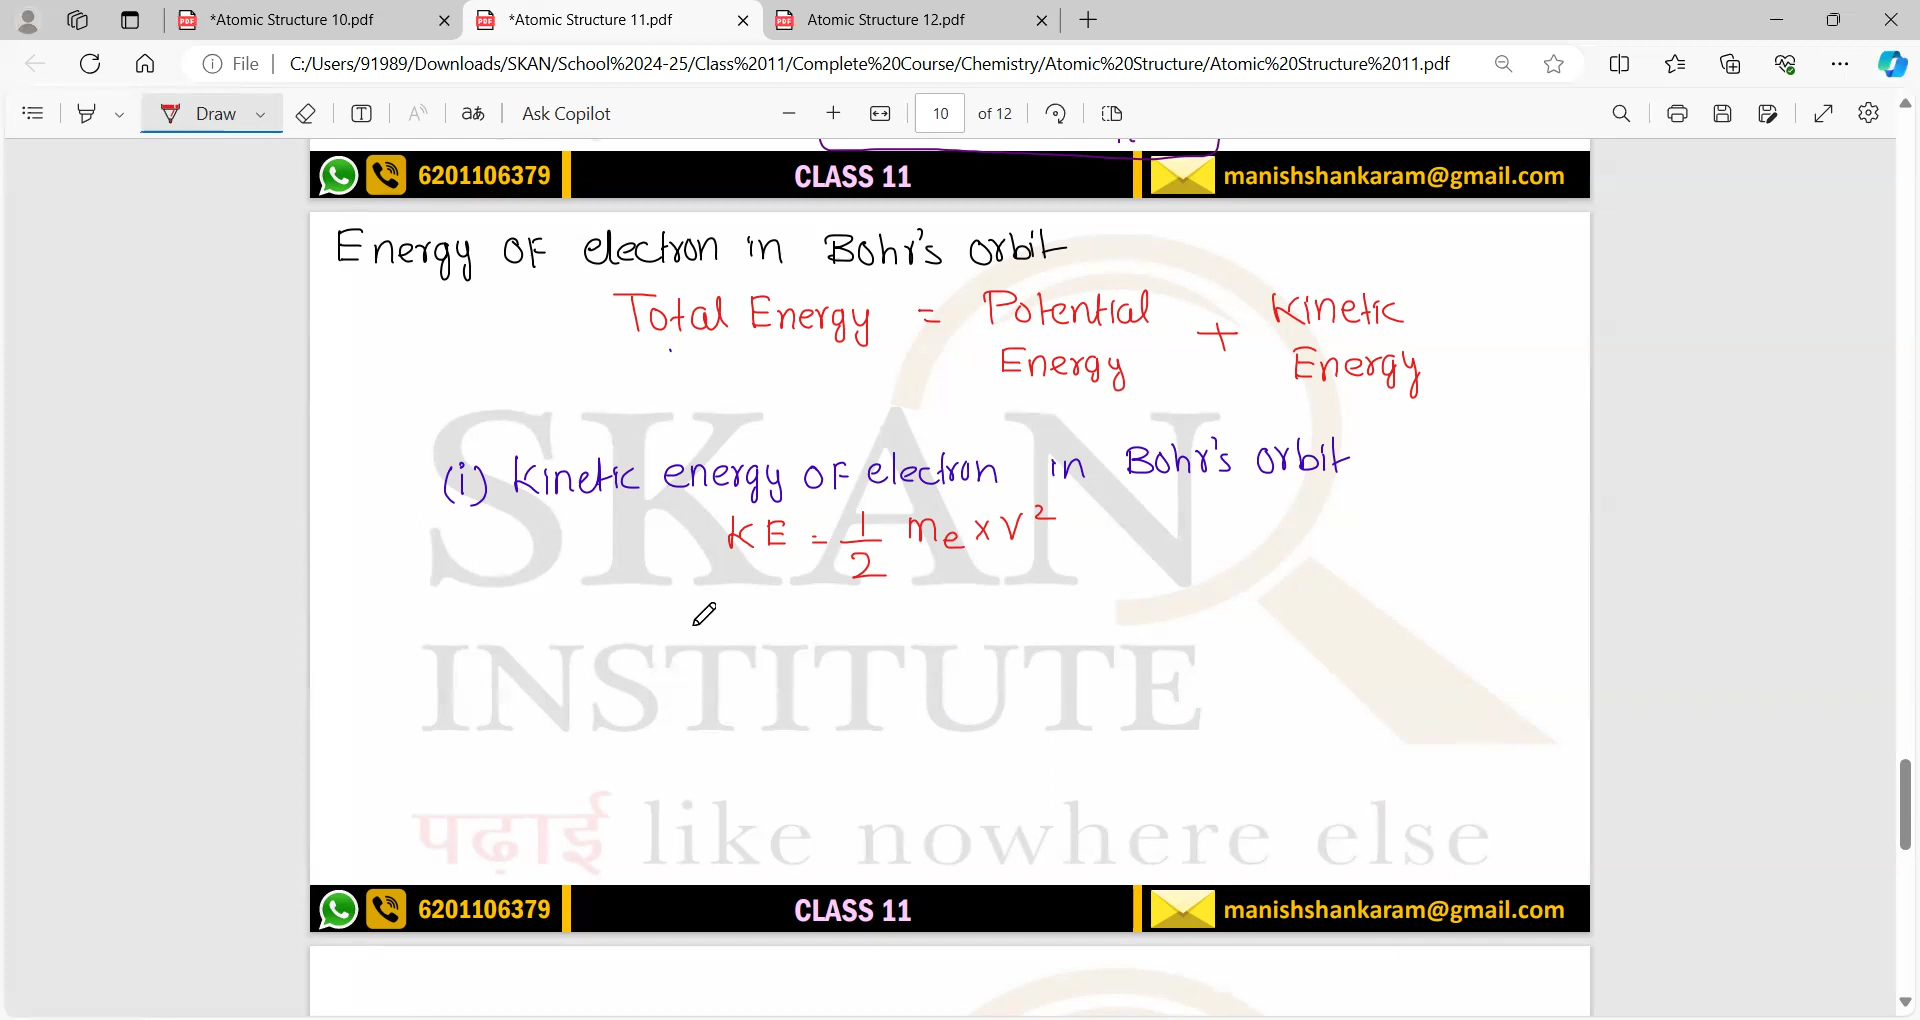 *Atomic Structure 10.pdf
*Atomic Structure 11.pdf
Atomic Structure 12.pdf
File
C:/Users/91989/Downloads/SKAN/School%2024-25/Class%2011/Complete%20Course/Chemistry/Atomic%20Structure/Atomic%20Structure%2011.pdf
Draw
aあ
Ask Copilot
10 of 12
6201106379 CLASS 11 manishshankaram@gmail.com
Energy of electron in Bohr's orbit
Total Energy = Potential Energy + Kinetic Energy
(i) Kinetic energy of electron in Bohr's orbit
KE = 1/2 me × v²
SKAN
INSTITUTE
पढ़ाई like nowhere else
6201106379 CLASS 11 manishshankaram@gmail.com